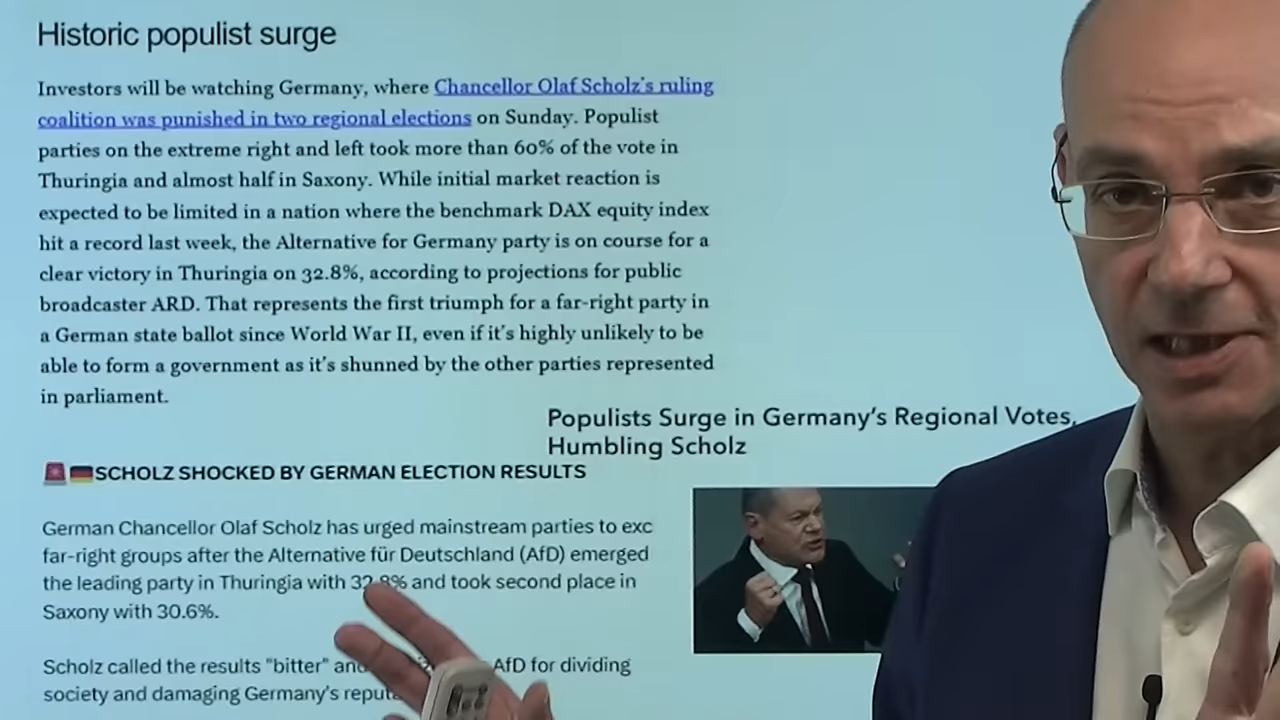 Historic populist surge
Investors will be watching Germany, where Chancellor Olaf Scholz's ruling
coalition was punished in two regional elections on Sunday. Populist
parties on the extreme right and left took more than 60% of the vote in
Thuringia and almost half in Saxony. While initial market reaction is
expected to be limited in a nation where the benchmark DAX equity index
hit a record last week, the Alternative for Germany party is on course for a
clear victory in Thuringia on 32.8%, according to projections for public
broadcaster ARD. That represents the first triumph for a far-right party in
a German state ballot since World War II, even if it's highly unlikely to be
able to form a government as it's shunned by the other parties represented
in parliament.
Populists Surge in Germany's Regional Votes,
Humbling Scholz
SCHOLZ SHOCKED BY GERMAN ELECTION RESULTS
German Chancellor Olaf Scholz has urged mainstream parties to exc
far-right groups after the Alternative für Deutschland (AfD) emerged
the leading party in Thuringia with 32.8% and took second place in
Saxony with 30.6%.
Scholz called the results "bitter" and AfD for dividing
society and damaging Germany's reput